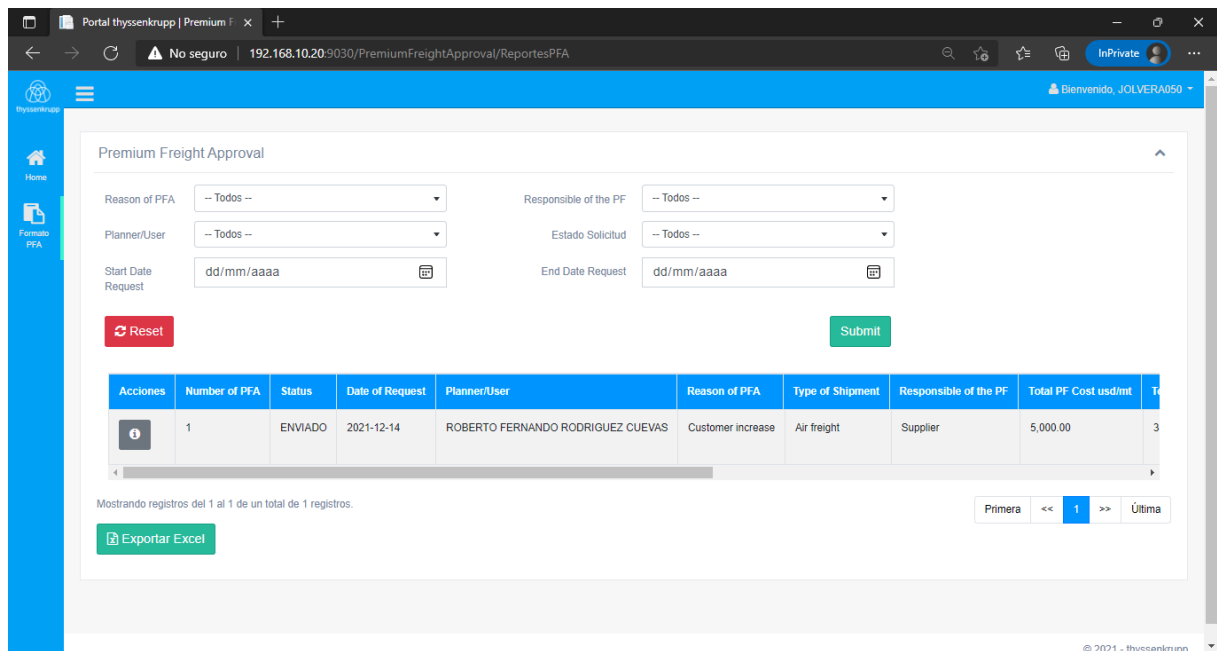 Portal thyssenkrupp | Premium F
No seguro | 192.168.10.20:9030/PremiumFreightApproval/ReportesPFA
InPrivate
thyssenkrupp
Bienvenido, JOLVERA050
Home
Formato
PFA
Premium Freight Approval
Reason of PFA
-- Todos --
Responsible of the PF
-- Todos --
Planner/User
-- Todos --
Estado Solicitud
-- Todos --
Start Date
Request
dd/mm/aaaa
End Date Request
dd/mm/aaaa
Reset
Submit
Acciones Number of PFA Status Date of Request Planner/User Reason of PFA Type of Shipment Responsible of the PF Total PF Cost usd/mt
1 ENVIADO 2021-12-14 ROBERTO FERNANDO RODRIGUEZ CUEVAS Customer increase Air freight Supplier 5,000.00 3
Mostrando registros del 1 al 1 de un total de 1 registros.
Primera << 1 >> Última
Exportar Excel
© 2021 - thyssenkrupp